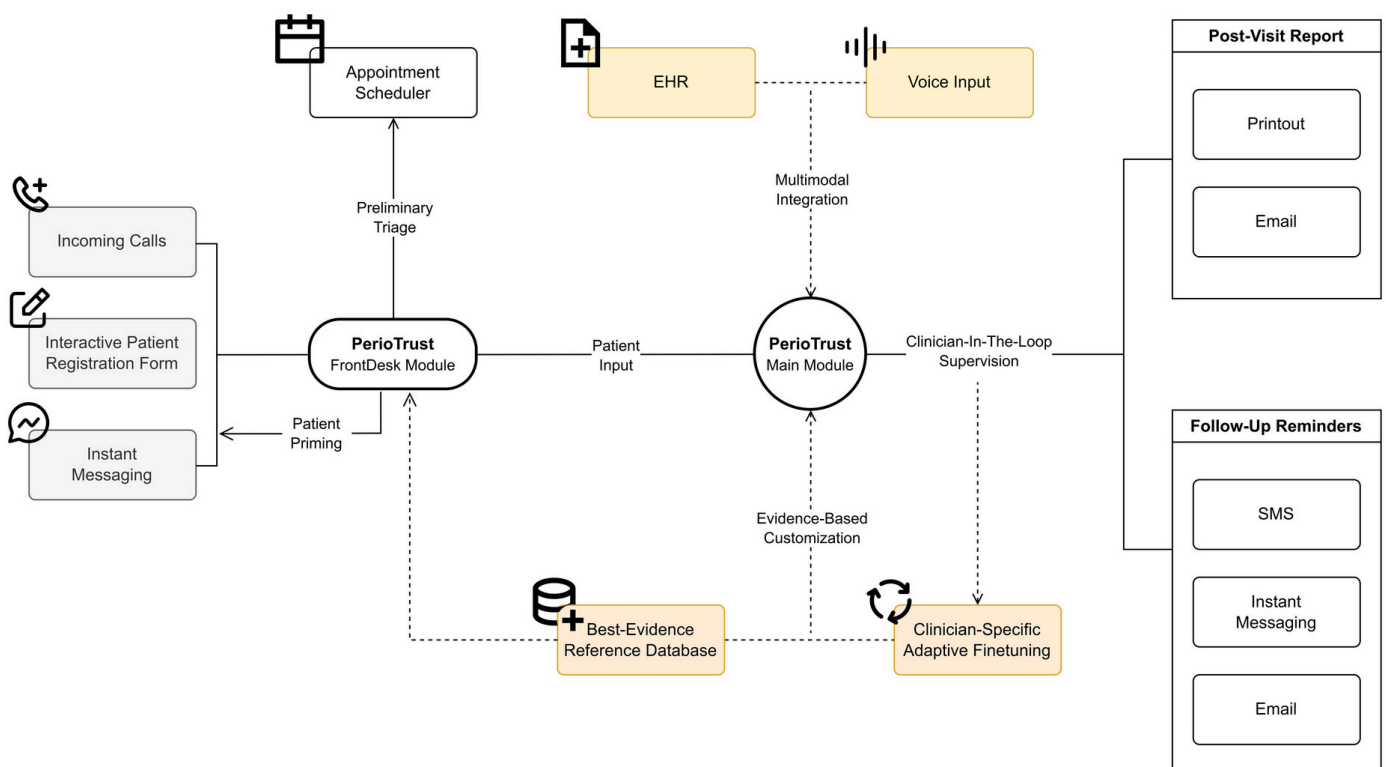 Appointment
Scheduler
EHR
Voice Input
Post-Visit Report
Printout
Email
Multimodal
Integration
Preliminary
Triage
Incoming Calls
Interactive Patient
Registration Form
Instant
Messaging
PerioTrust
FrontDesk Module
Patient
Priming
Patient
Input
PerioTrust
Main Module
Clinician-In-The-Loop
Supervision
Evidence-Based
Customization
Best-Evidence
Reference Database
Clinician-Specific
Adaptive Finetuning
Follow-Up Reminders
SMS
Instant
Messaging
Email